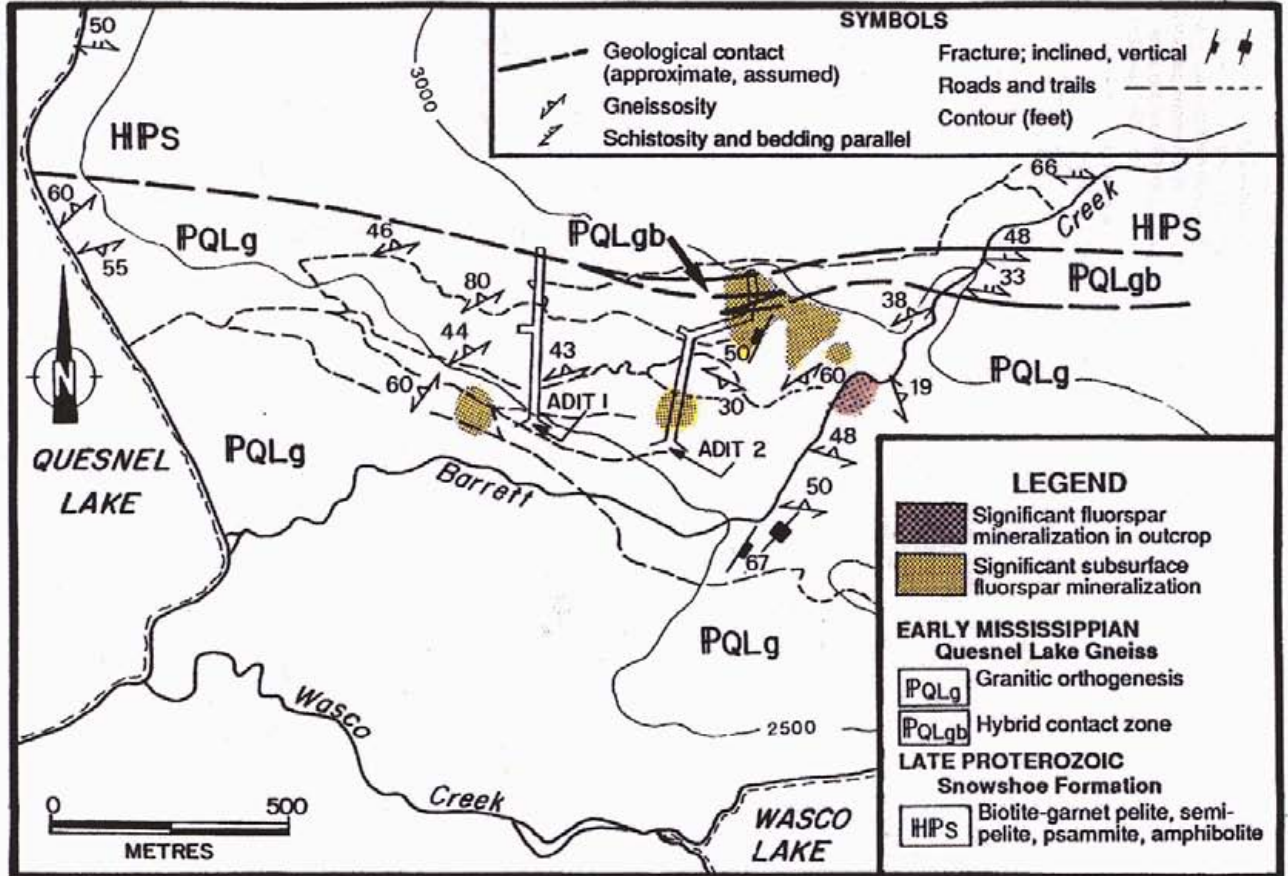 SYMBOLS
Geological contact
(approximate, assumed)
Gneissosity
Schistosity and bedding parallel
Fracture; inclined, vertical
Roads and trails
Contour (feet)
50
3000
HPS
66
Creek
60
PQLg
46
PQLgb
48
HPS
55
80
33
PQLgb
38
44
43
50
60
PQLg
N
60
ADIT 1
30
19
QUESNEL
LAKE
PQLg
ADIT 2
48
Barrett
50
67
PQLg
Wasco
2500
0 500
METRES
Creek
WASCO
LAKE
LEGEND
Significant fluorspar
mineralization in outcrop
Significant subsurface
fluorspar mineralization
EARLY MISSISSIPPIAN
Quesnel Lake Gneiss
PQLg Granitic orthogenesis
PQLgb Hybrid contact zone
LATE PROTEROZOIC
Snowshoe Formation
HPS Biotite-garnet pelite, semi-
pelite, psammite, amphibolite